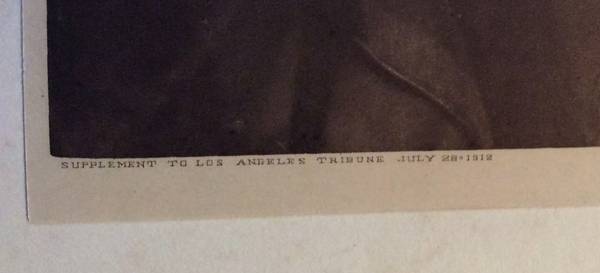 SUPPLEMENT TO LOS ANGELES TRIBUNE JULY 28·1912